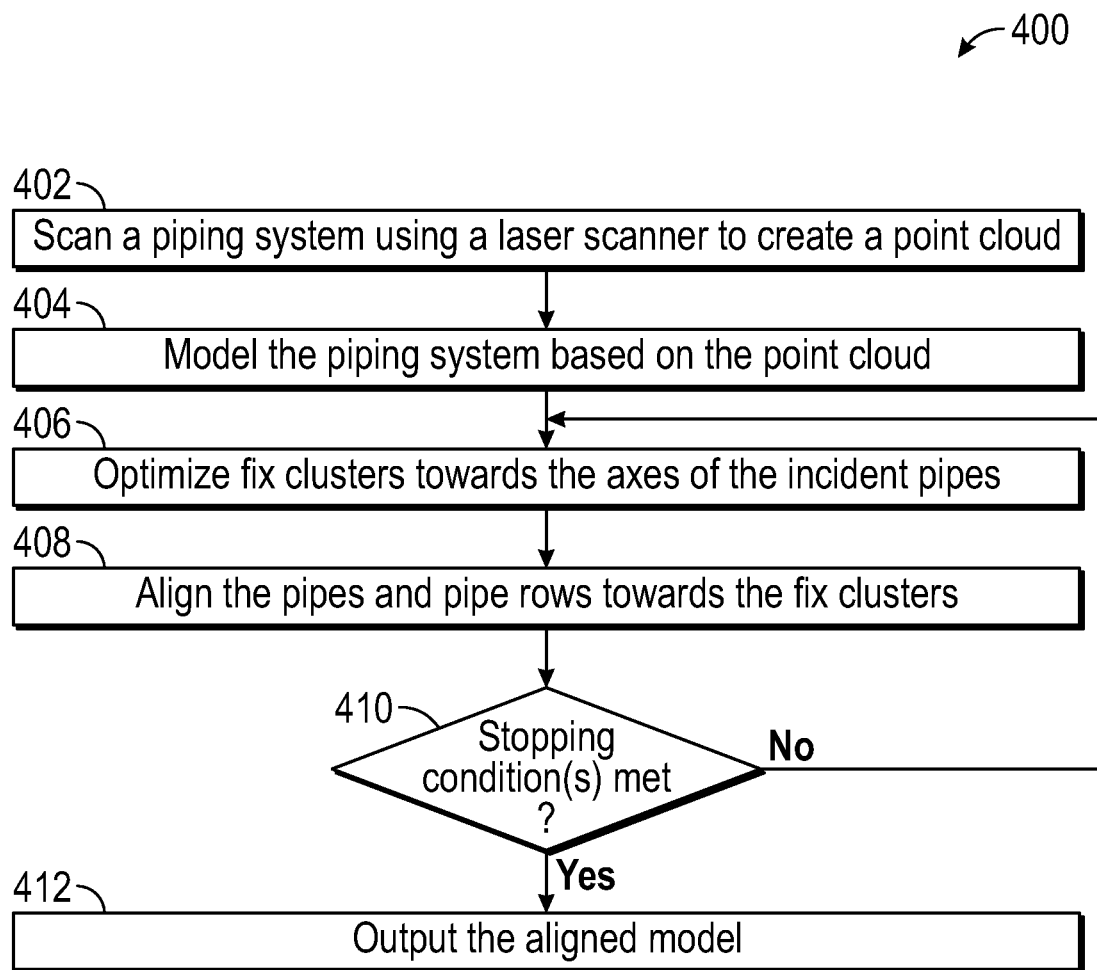 400
402
Scan a piping system using a laser scanner to create a point cloud
404
Model the piping system based on the point cloud
406
Optimize fix clusters towards the axes of the incident pipes
408
Align the pipes and pipe rows towards the fix clusters
410
Stopping
condition(s) met
?
No
Yes
412
Output the aligned model